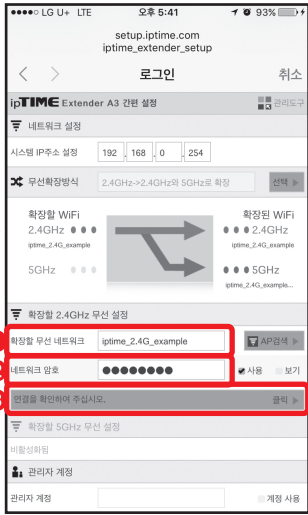 LG U+ LTE 오후 5:41 93%
setup.iptime.com
iptime_extender_setup
로그인 취소
ipTIME Extender A3 간편 설정 관리도구
네트워크 설정
시스템 IP주소 설정 192 . 168 . 0 . 254
무선확장방식 2.4GHz->2.4GHz와 5GHz로 확장 선택
확장할 WiFi 확장된 WiFi
2.4GHz 2.4GHz
iptime_2.4G_example iptime_2.4G_example
5GHz 5GHz
iptime_2.4G_example...
확장할 2.4GHz 무선 설정
확장할 무선 네트워크 iptime_2.4G_example AP검색
네트워크 암호 ●●●●●●●● 사용 보기
연결을 확인하여 주십시오. 클릭
확장할 5GHz 무선 설정
비활성화됨
관리자 계정
관리자 계정 계정 사용